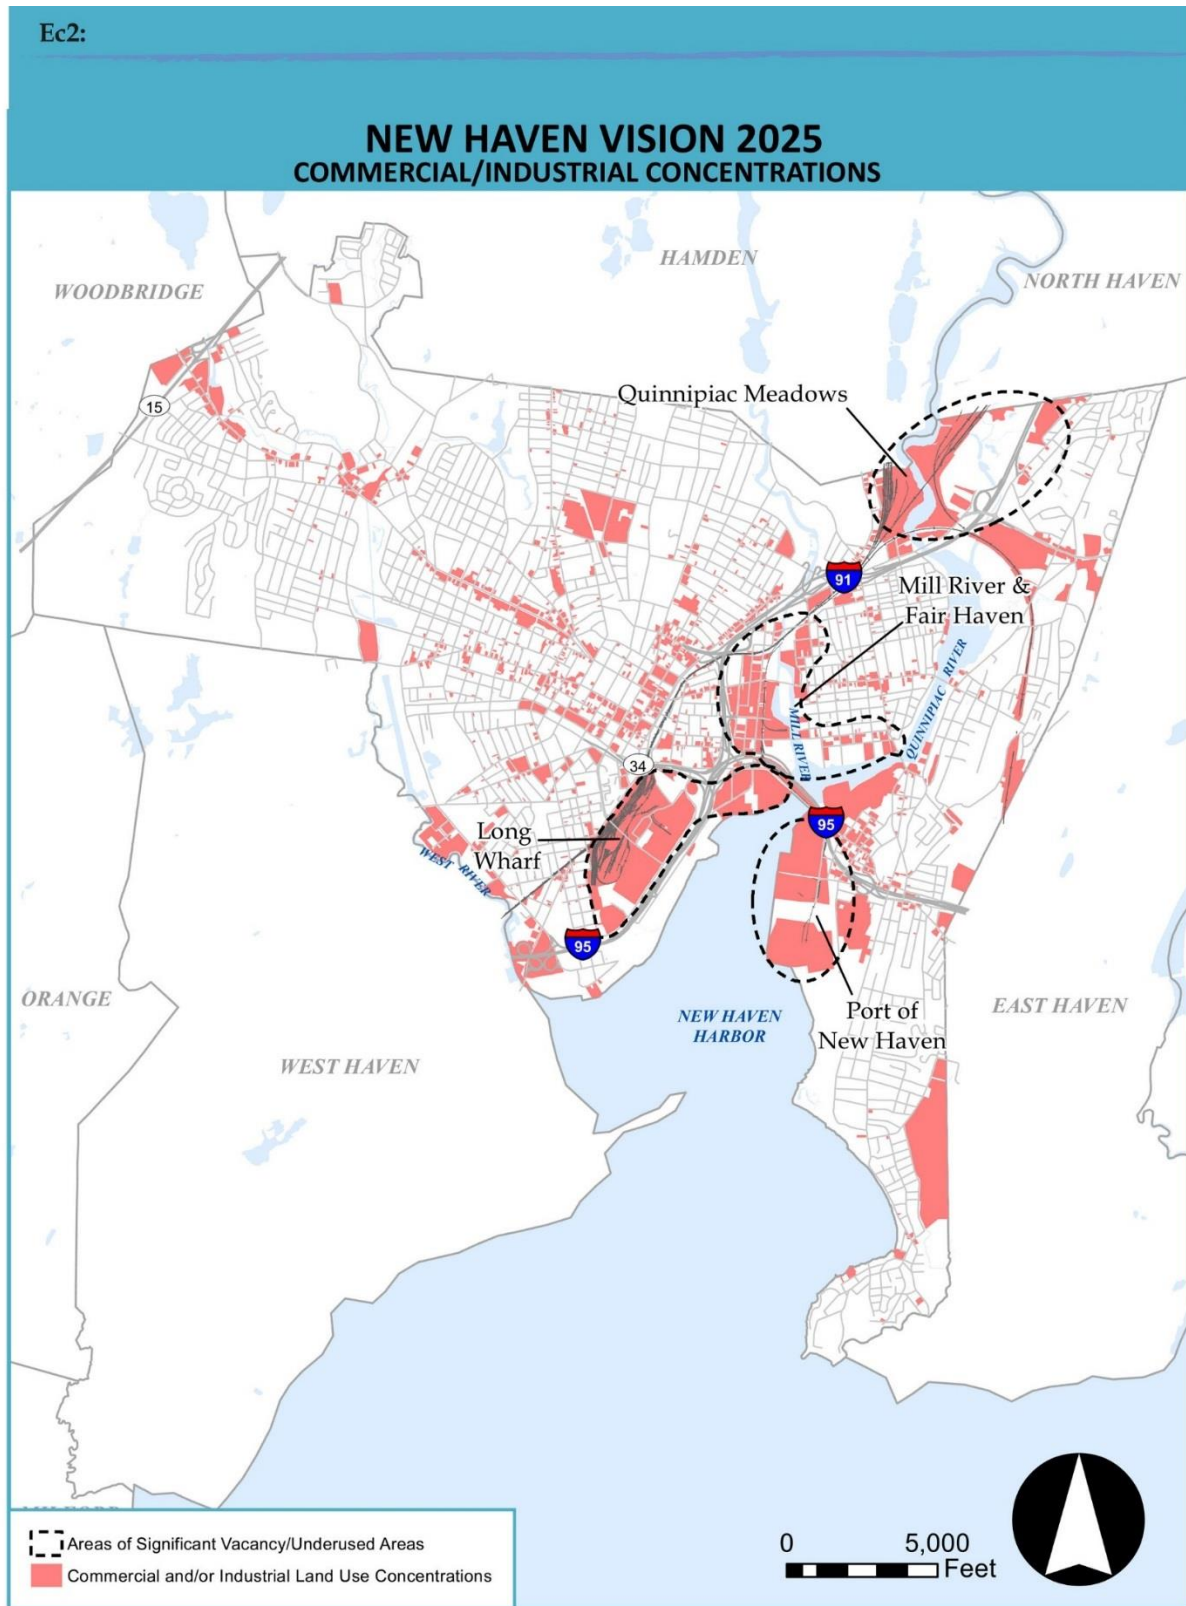 Ec2:
NEW HAVEN VISION 2025
COMMERCIAL/INDUSTRIAL CONCENTRATIONS
HAMDEN
NORTH HAVEN
WOODBRIDGE
15
Quinnipiac Meadows
91
Mill River &
Fair Haven
QUINNIPIAC RIVER
MILL RIVER
34
95
Long
Wharf
WEST RIVER
95
ORANGE
NEW HAVEN
HARBOR
Port of
New Haven
EAST HAVEN
WEST HAVEN
Areas of Significant Vacancy/Underused Areas
Commercial and/or Industrial Land Use Concentrations
0 5,000
Feet